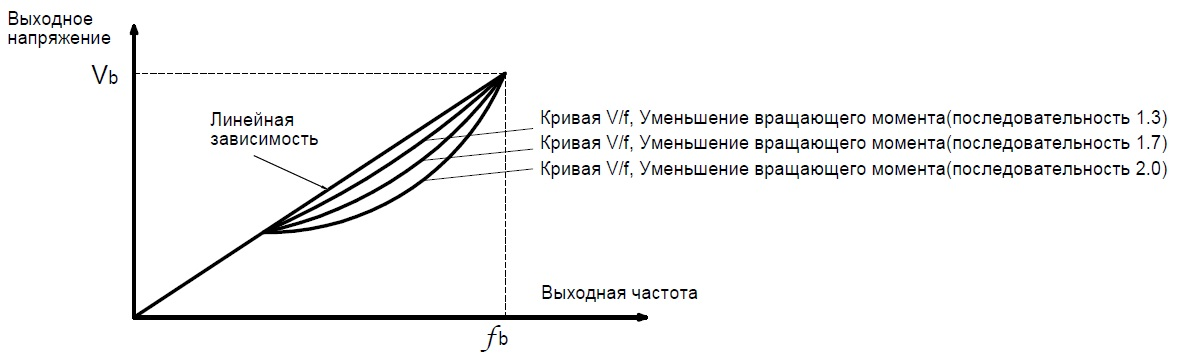 Выходное
напряжение
Vb
Линейная
зависимость
Кривая V/f, Уменьшение вращающего момента(последовательность 1.3)
Кривая V/f, Уменьшение вращающего момента(последовательность 1.7)
Кривая V/f, Уменьшение вращающего момента(последовательность 2.0)
Выходная частота
fb